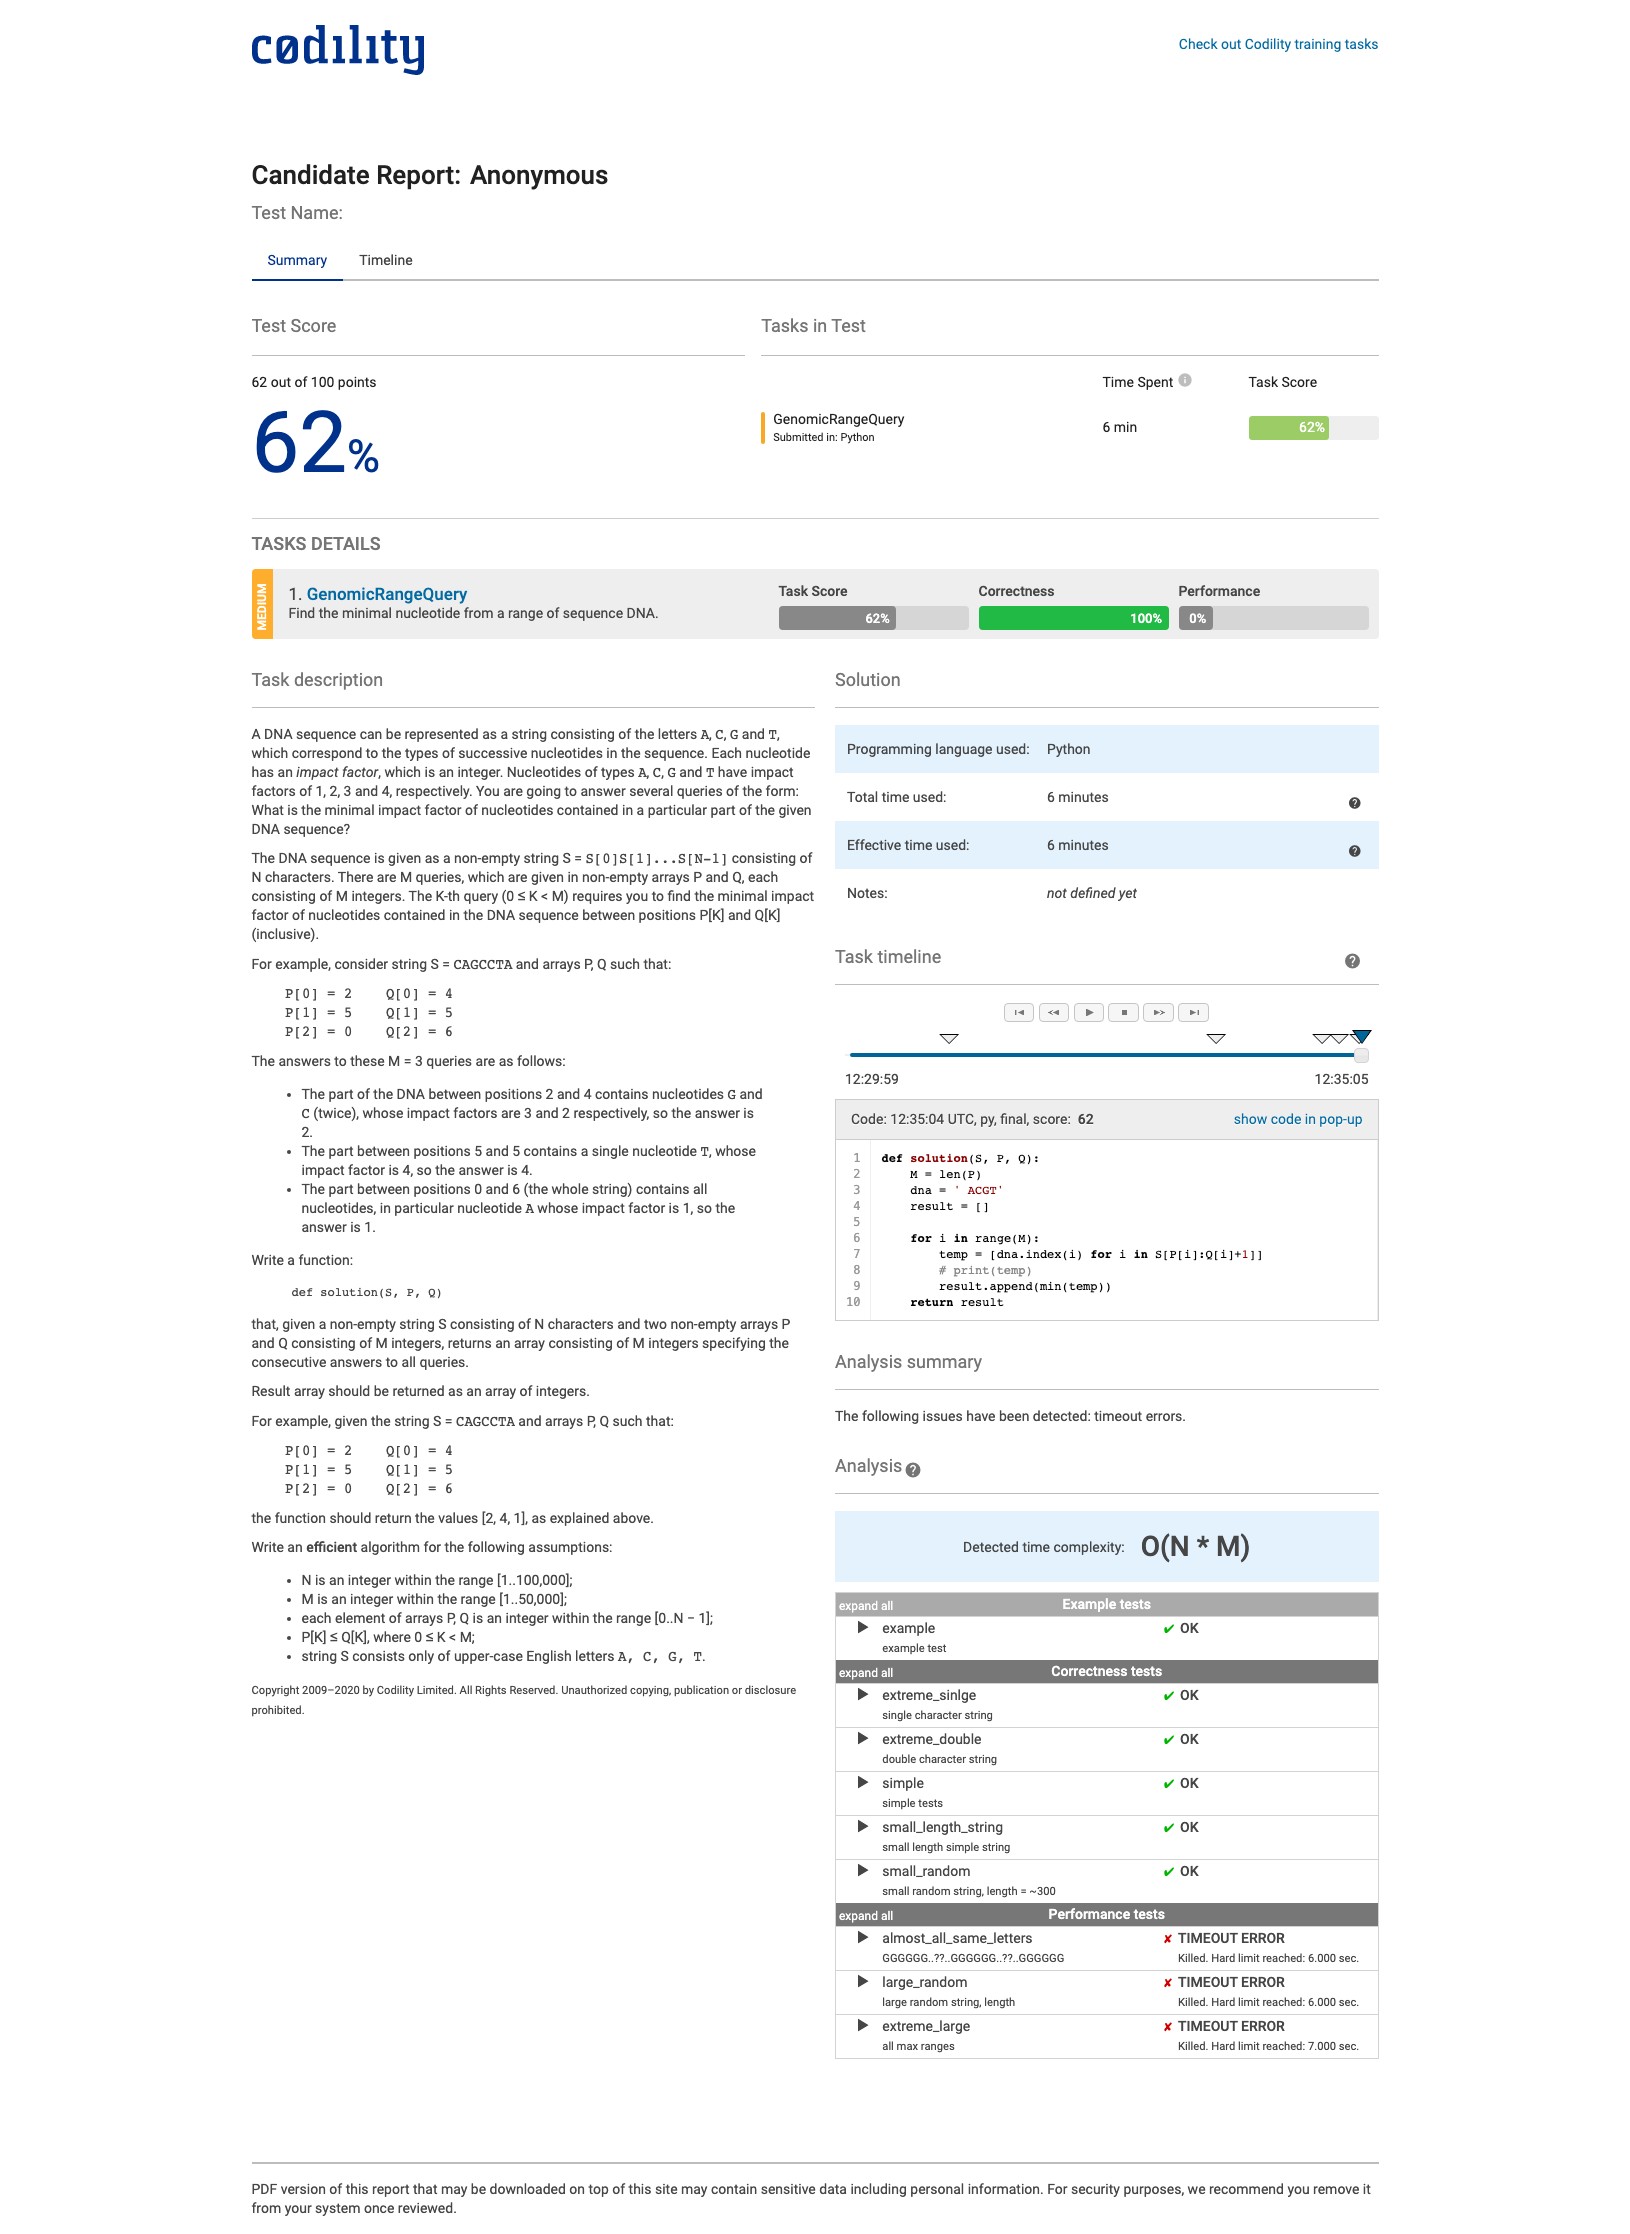 codility
Check out Codility training tasks
Candidate Report: Anonymous
Test Name:
Summary Timeline
Test Score
Tasks in Test
62 out of 100 points
62%
Time Spent Task Score
GenomicRangeQuery
Submitted in: Python
6 min
62%
TASKS DETAILS
MEDIUM
1. GenomicRangeQuery
Find the minimal nucleotide from a range of sequence DNA.
Task Score
62%
Correctness
100%
Performance
0%
Task description
A DNA sequence can be represented as a string consisting of the letters A, C, G and T,
which correspond to the types of successive nucleotides in the sequence. Each nucleotide
has an impact factor, which is an integer. Nucleotides of types A, C, G and T have impact
factors of 1, 2, 3 and 4, respectively. You are going to answer several queries of the form:
What is the minimal impact factor of nucleotides contained in a particular part of the given
DNA sequence?
The DNA sequence is given as a non-empty string S = S[0]S[1]...S[N-1] consisting of
N characters. There are M queries, which are given in non-empty arrays P and Q, each
consisting of M integers. The K-th query (0 ≤ K < M) requires you to find the minimal impact
factor of nucleotides contained in the DNA sequence between positions P[K] and Q[K]
(inclusive).
For example, consider string S = CAGCCTA and arrays P, Q such that:
P[0] = 2 Q[0] = 4
P[1] = 5 Q[1] = 5
P[2] = 0 Q[2] = 6
The answers to these M = 3 queries are as follows:
• The part of the DNA between positions 2 and 4 contains nucleotides G and
C (twice), whose impact factors are 3 and 2 respectively, so the answer is
2.
• The part between positions 5 and 5 contains a single nucleotide T, whose
impact factor is 4, so the answer is 4.
• The part between positions 0 and 6 (the whole string) contains all
nucleotides, in particular nucleotide A whose impact factor is 1, so the
answer is 1.
Write a function:
def solution(S, P, Q)
that, given a non-empty string S consisting of N characters and two non-empty arrays P
and Q consisting of M integers, returns an array consisting of M integers specifying the
consecutive answers to all queries.
Result array should be returned as an array of integers.
For example, given the string S = CAGCCTA and arrays P, Q such that:
P[0] = 2 Q[0] = 4
P[1] = 5 Q[1] = 5
P[2] = 0 Q[2] = 6
the function should return the values [2, 4, 1], as explained above.
Write an efficient algorithm for the following assumptions:
• N is an integer within the range [1..100,000];
• M is an integer within the range [1..50,000];
• each element of arrays P, Q is an integer within the range [0..N − 1];
• P[K] ≤ Q[K], where 0 ≤ K < M;
• string S consists only of upper-case English letters A, C, G, T.
Copyright 2009–2020 by Codility Limited. All Rights Reserved. Unauthorized copying, publication or disclosure
prohibited.
Solution
Programming language used: Python
Total time used: 6 minutes
Effective time used: 6 minutes
Notes: not defined yet
Task timeline
12:29:59 12:35:05
Code: 12:35:04 UTC, py, final, score: 62 show code in pop-up
1 def solution(S, P, Q):
2 M = len(P)
3 dna = ' ACGT'
4 result = []
5
6 for i in range(M):
7 temp = [dna.index(i) for i in S[P[i]:Q[i]+1]]
8 # print(temp)
9 result.append(min(temp))
10 return result
Analysis summary
The following issues have been detected: timeout errors.
Analysis
Detected time complexity: O(N * M)
expand all Example tests
example ✔ OK
example test
expand all Correctness tests
extreme_sinlge ✔ OK
single character string
extreme_double ✔ OK
double character string
simple ✔ OK
simple tests
small_length_string ✔ OK
small length simple string
small_random ✔ OK
small random string, length = ~300
expand all Performance tests
almost_all_same_letters ✘ TIMEOUT ERROR
GGGGGG..??..GGGGGG..??..GGGGGG Killed. Hard limit reached: 6.000 sec.
large_random ✘ TIMEOUT ERROR
large random string, length Killed. Hard limit reached: 6.000 sec.
extreme_large ✘ TIMEOUT ERROR
all max ranges Killed. Hard limit reached: 7.000 sec.
PDF version of this report that may be downloaded on top of this site may contain sensitive data including personal information. For security purposes, we recommend you remove it
from your system once reviewed.